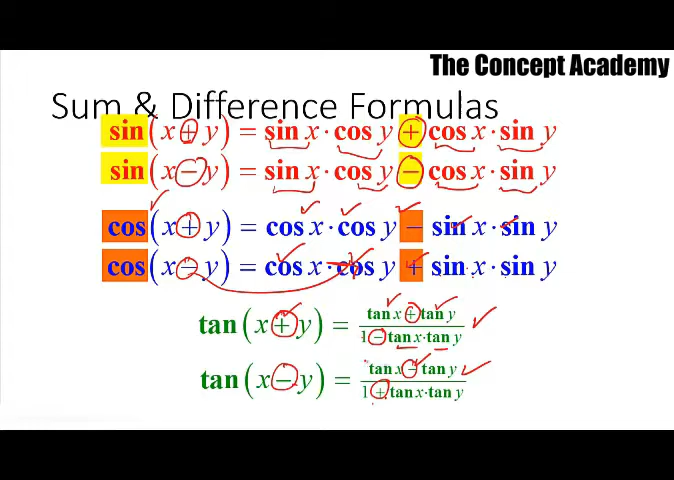 The Concept Academy
Sum & Difference Formulas
sin(x+y) = sin x · cos y + cos x · sin y
sin(x−y) = sin x · cos y − cos x · sin y
cos(x+y) = cos x · cos y − sin x · sin y
cos(x−y) = cos x · cos y + sin x · sin y
tan(x+y) = (tan x + tan y)/(1 − tan x · tan y)
tan(x−y) = (tan x − tan y)/(1 + tan x · tan y)